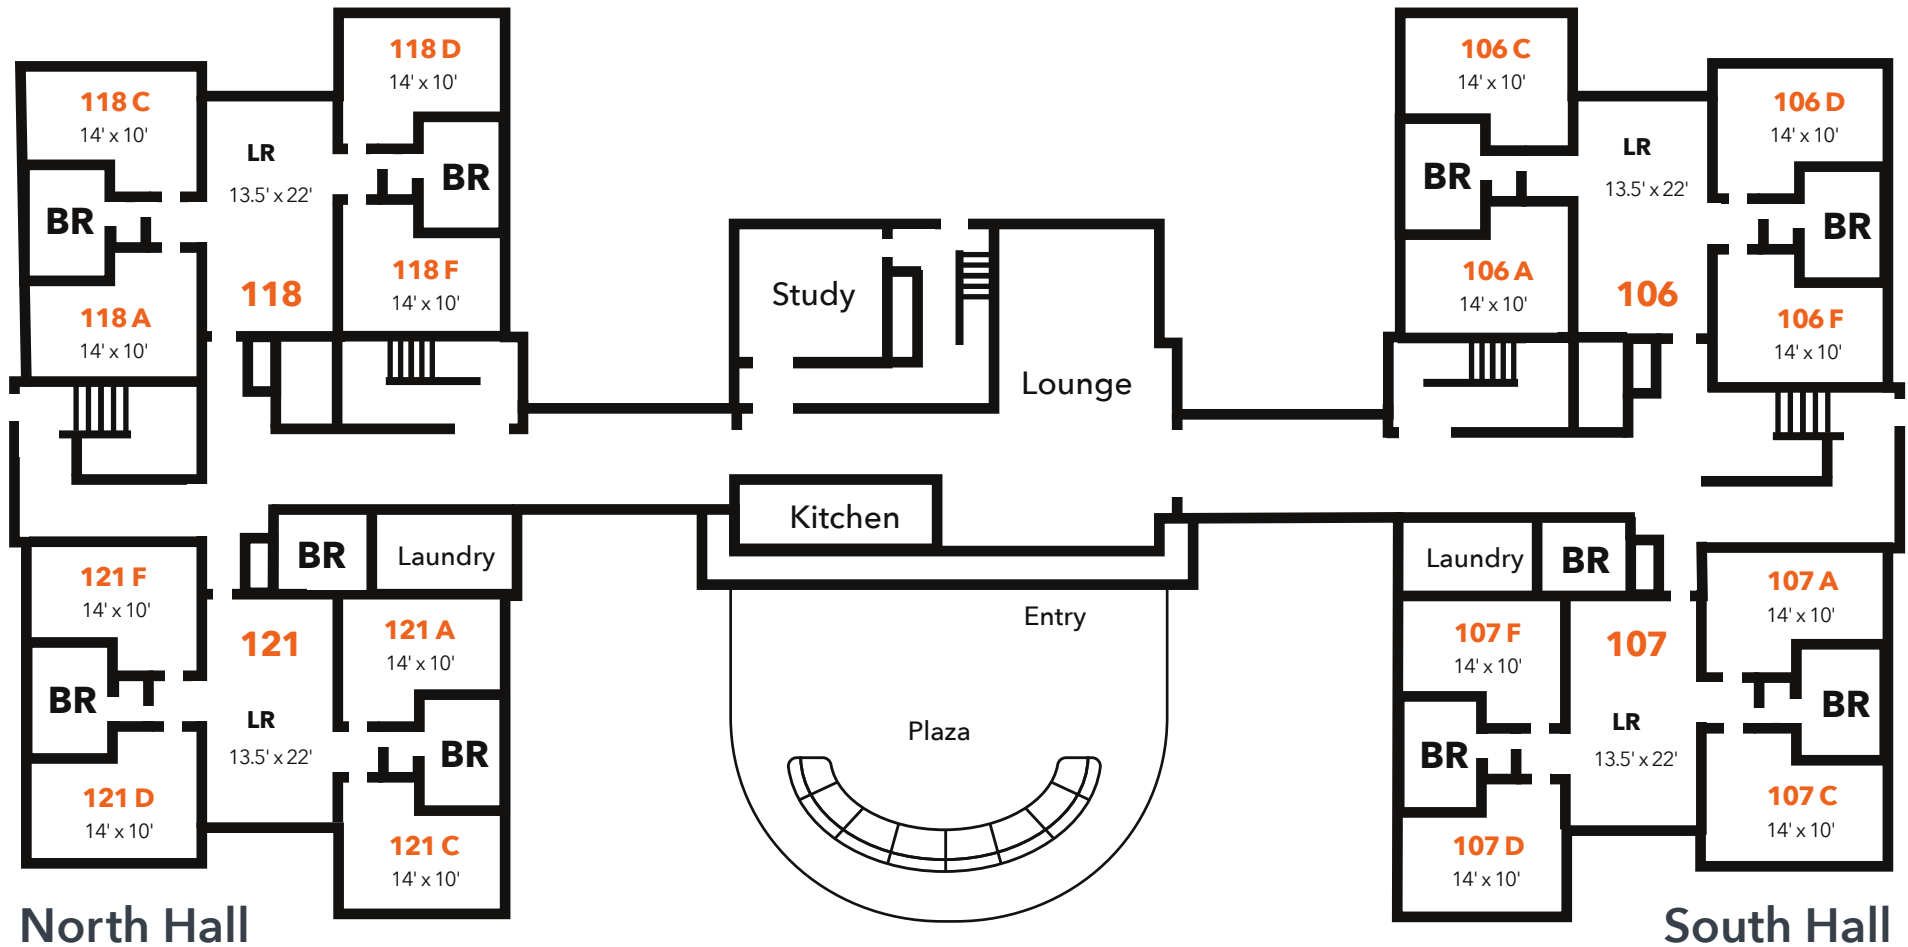 118 D
14' x 10'
118 C
14' x 10'
LR
13.5' x 22'
BR
BR
118 F
14' x 10'
118
118 A
14' x 10'
Study
Lounge
Kitchen
106 C
14' x 10'
106 D
14' x 10'
LR
13.5' x 22'
BR
BR
106 A
14' x 10'
106
106 F
14' x 10'
BR
Laundry
121 F
14' x 10'
121
121 A
14' x 10'
BR
LR
13.5' x 22'
BR
121 D
14' x 10'
121 C
14' x 10'
North Hall
Entry
Plaza
Laundry
BR
107 A
14' x 10'
107 F
14' x 10'
107
BR
LR
13.5' x 22'
BR
107 C
14' x 10'
107 D
14' x 10'
South Hall